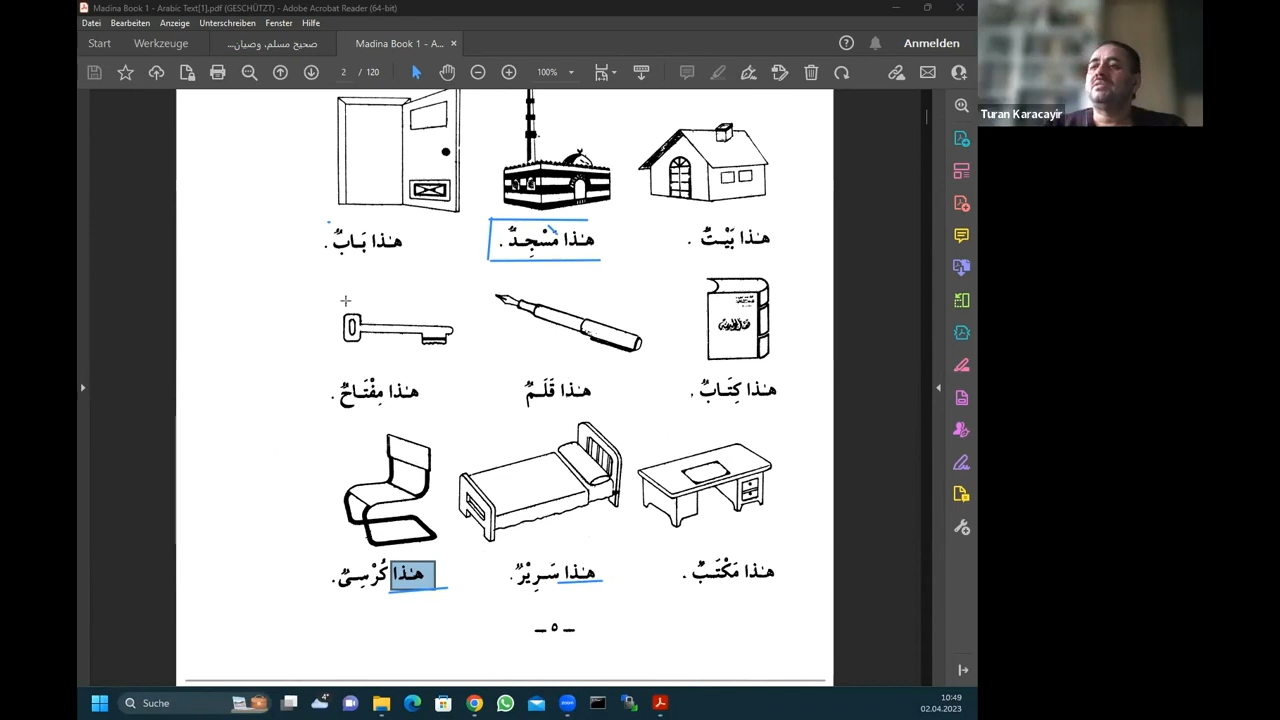 Madina Book 1 - Arabic Text[1].pdf (GESCHÜTZT) - Adobe Acrobat Reader (64-bit)
Datei Bearbeiten Anzeige Unterschreiben Fenster Hilfe
Start Werkzeuge صحيح مسلم، وصيان... Madina Book 1 - A... × Anmelden
2 / 120 100%
Turan Karacayir
هٰذا بَيْتٌ .
هٰذا مَسْجِدٌ .
هٰذا بَابٌ .
هٰذا كِتَابٌ .
هٰذا قَلَمٌ
هٰذا مِفْتَاحٌ .
هٰذا مَكْتَبٌ .
هٰذا سَرِيْرٌ .
هٰذا كُرْسِىٌّ .
– ٥ –
Suche
4°
10:49
02.04.2023